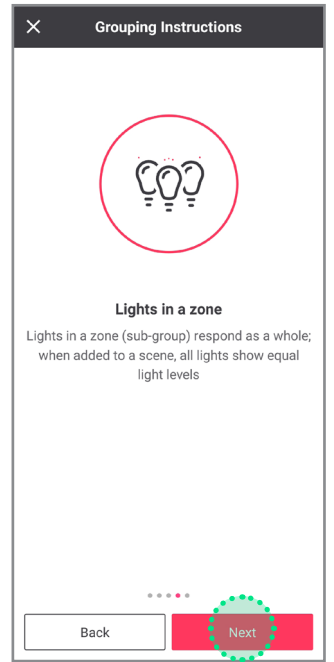 Grouping Instructions
Lights in a zone
Lights in a zone (sub-group) respond as a whole;
when added to a scene, all lights show equal
light levels
Back
Next